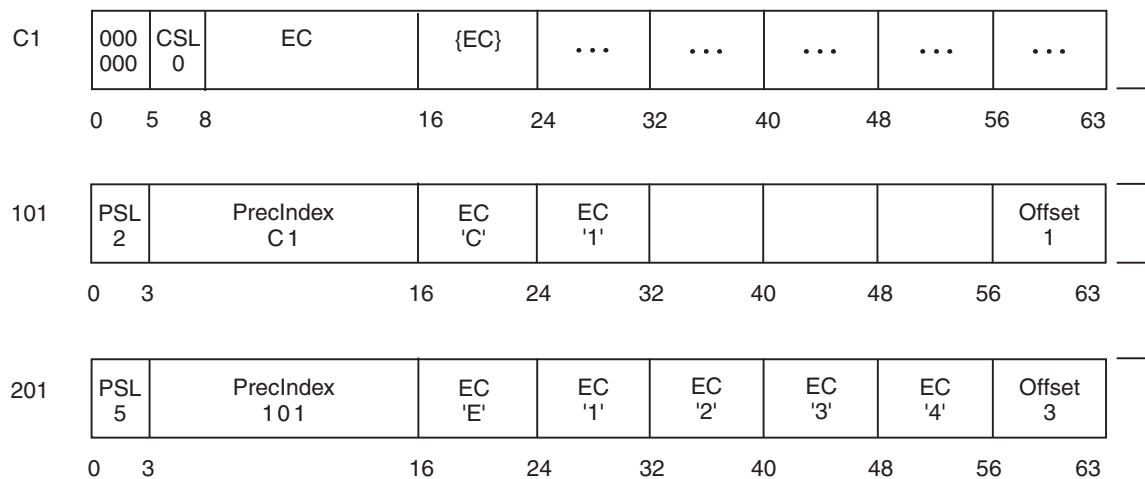 C1 000 CSL EC {EC} ... ... ... ... ...
000 0
0 5 8 16 24 32 40 48 56 63
101 PSL PrecIndex EC EC Offset
2 C1 'C' '1' 1
0 3 16 24 32 40 48 56 63
201 PSL PrecIndex EC EC EC EC EC Offset
5 101 'E' '1' '2' '3' '4' 3
0 3 16 24 32 40 48 56 63